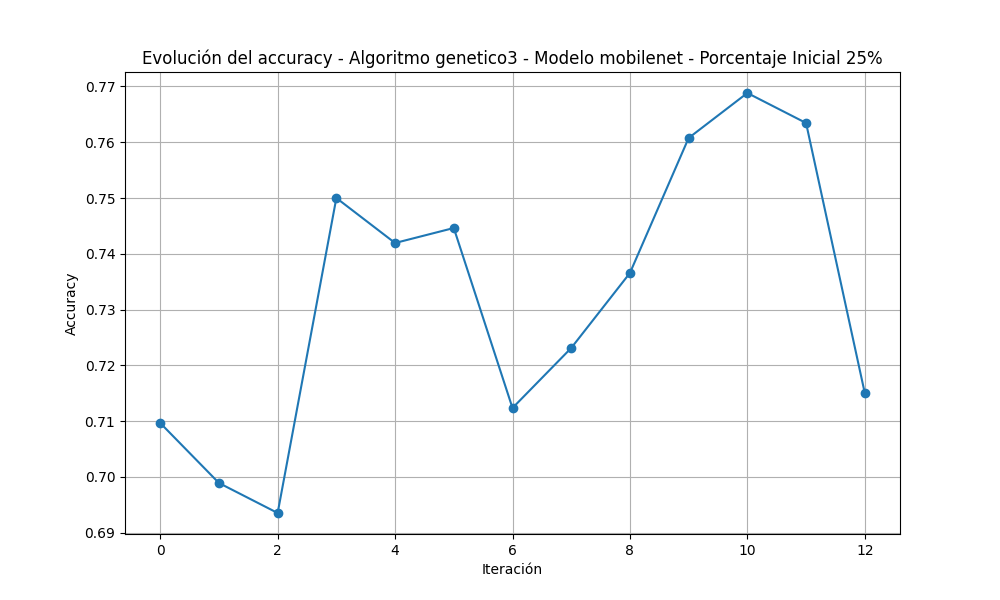 Evolución del accuracy - Algoritmo genetico3 - Modelo mobilenet - Porcentaje Inicial 25%
0.77
0.76
0.75
0.74
0.73
0.72
0.71
0.70
0.69
Accuracy
0 2 4 6 8 10 12
Iteración